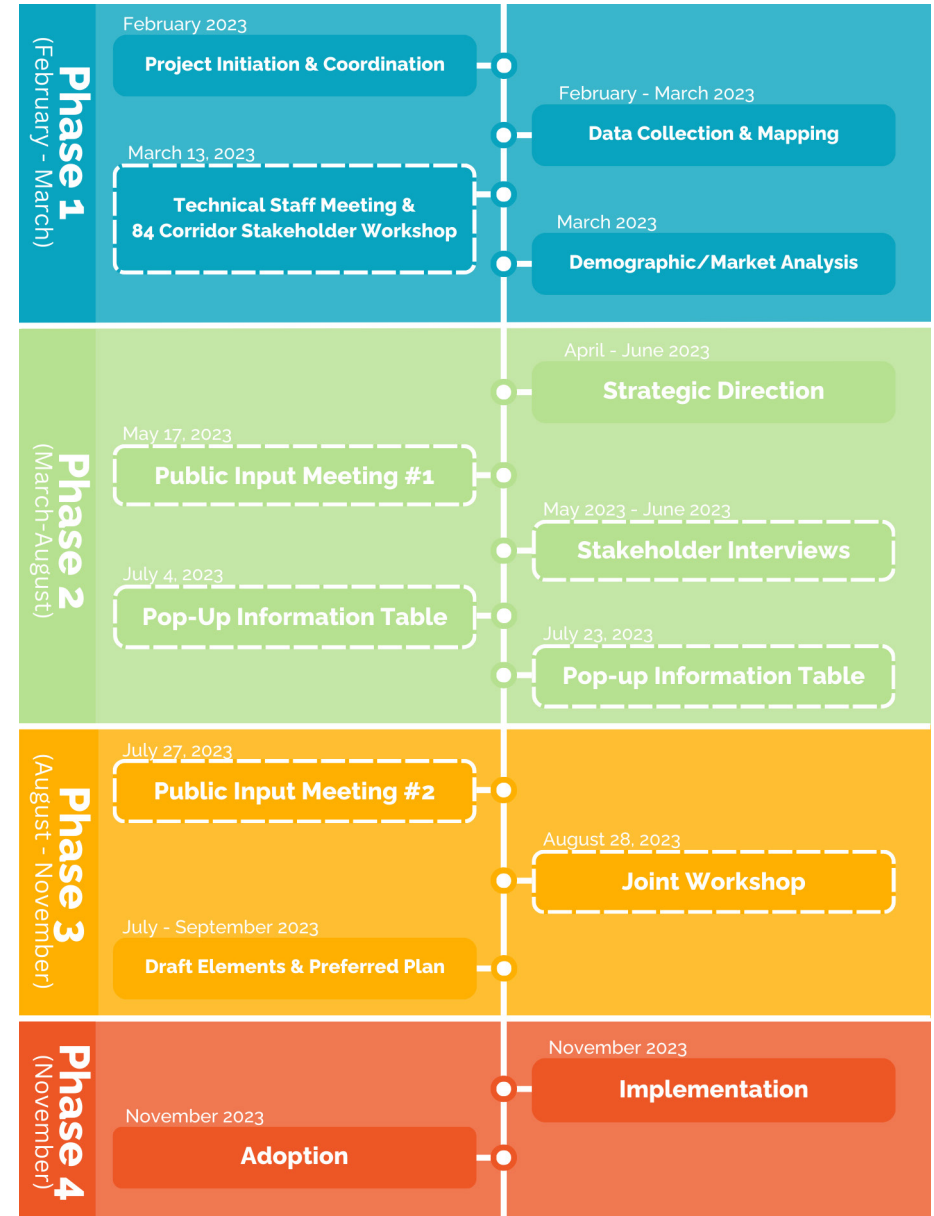 Phase 1
(February - March)
February 2023
Project Initiation & Coordination
February - March 2023
Data Collection & Mapping
March 13, 2023
Technical Staff Meeting &
84 Corridor Stakeholder Workshop
March 2023
Demographic/Market Analysis
Phase 2
(March-August)
April - June 2023
Strategic Direction
May 17, 2023
Public Input Meeting #1
May 2023 - June 2023
Stakeholder Interviews
July 4, 2023
Pop-Up Information Table
July 23, 2023
Pop-up Information Table
Phase 3
(August - November)
July 27, 2023
Public Input Meeting #2
August 28, 2023
Joint Workshop
July - September 2023
Draft Elements & Preferred Plan
Phase 4
(November)
November 2023
Implementation
November 2023
Adoption